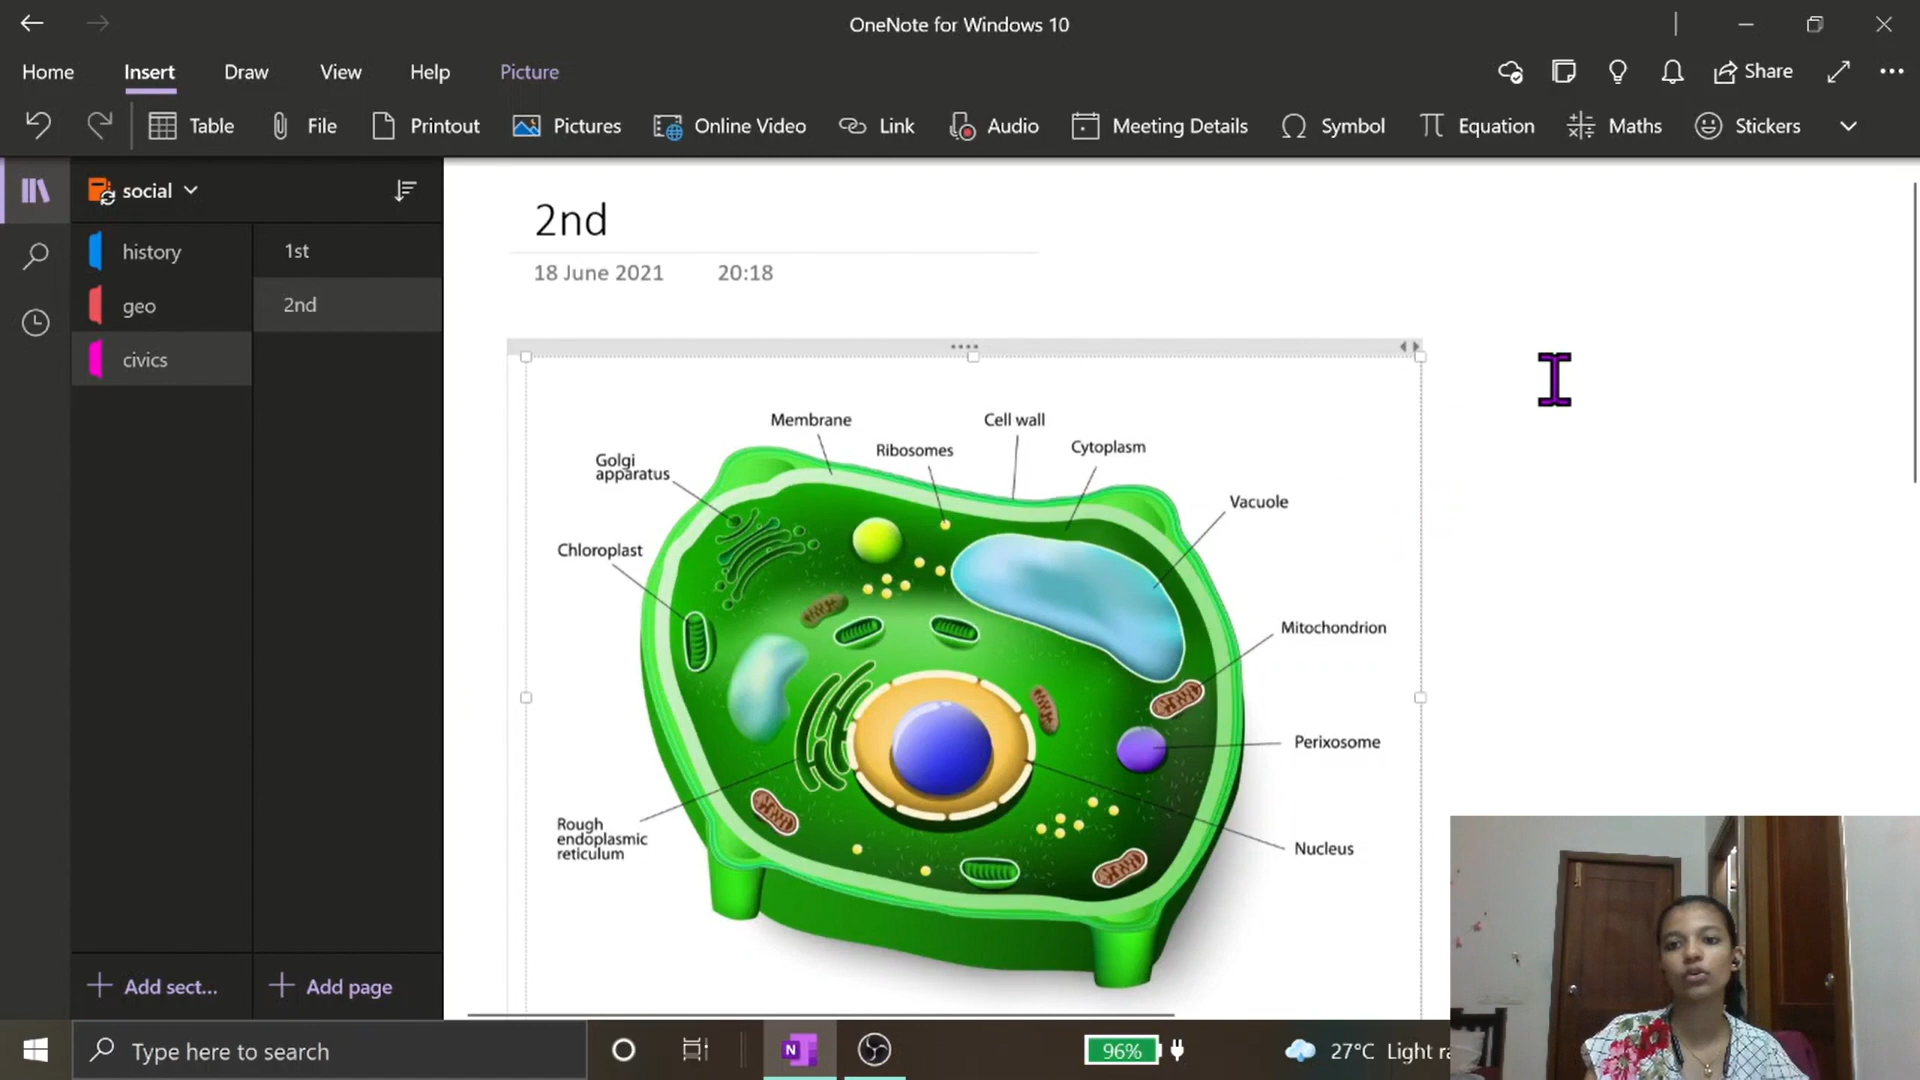 OneNote for Windows 10
Home Insert Draw View Help Picture Share
Table File Printout Pictures Online Video Link Audio Meeting Details Symbol Equation Maths Stickers
social
history
geo
civics
1st
2nd
2nd
18 June 2021 20:18
Membrane
Cell wall
Ribosomes
Cytoplasm
Golgi
apparatus
Vacuole
Chloroplast
Mitochondrion
Perixosome
Rough
endoplasmic
reticulum
Nucleus
Add sect... Add page
Type here to search
N
96%
27°C Light ra